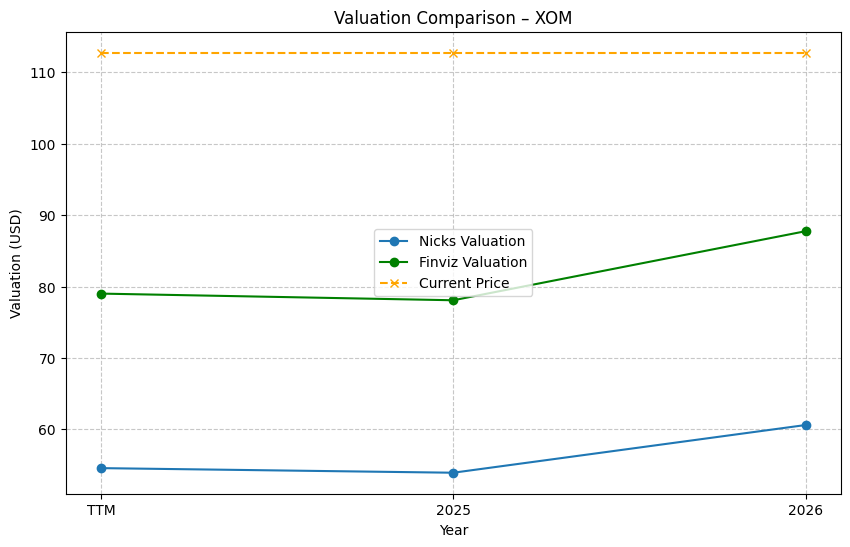 Valuation Comparison – XOM
Valuation (USD)
110
100
90
80
70
60
Nicks Valuation
Finviz Valuation
Current Price
TTM
2025
2026
Year